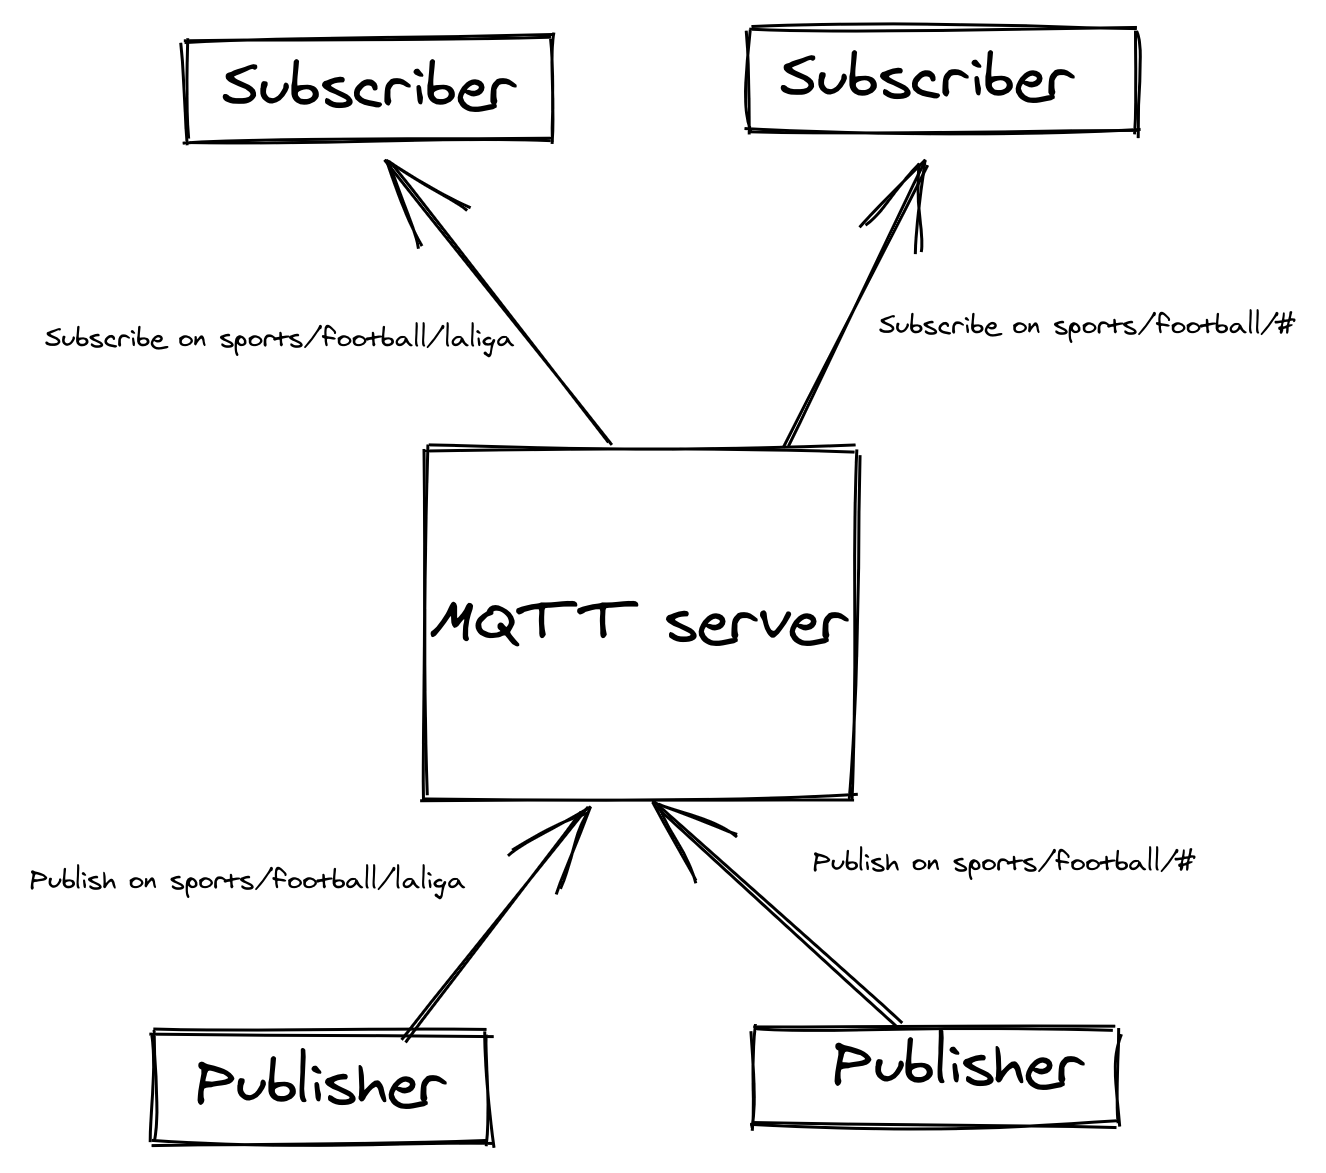 Subscriber
Subscriber
Subscribe on sports/football/laliga
Subscribe on sports/football/#
MQTT server
Publish on sports/football/laliga
Publish on sports/football/#
Publisher
Publisher